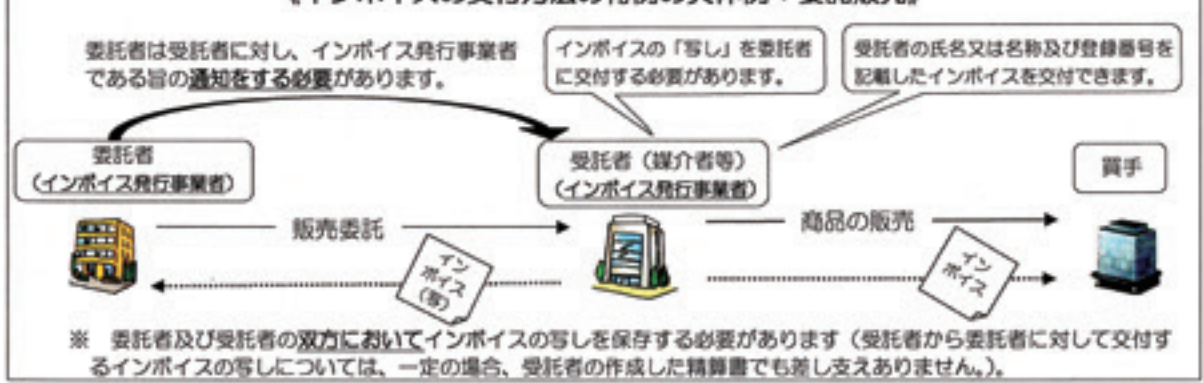 委託者は受託者に対し、インボイス発行事業者
である旨の通知をする必要があります。
インボイスの「写し」を委託者
に交付する必要があります。
受託者の氏名又は名称及び登録番号を
記載したインボイスを交付できます。
委託者
(インボイス発行事業者)
受託者(媒介者等)
(インボイス発行事業者)
買手
販売委託
商品の販売
イン
ボイス
(等)
イン
ボイス
※ 委託者及び受託者の双方においてインボイスの写しを保存する必要があります(受託者から委託者に対して交付す
るインボイスの写しについては、一定の場合、受託者の作成した精算書でも差し支えありません。)。